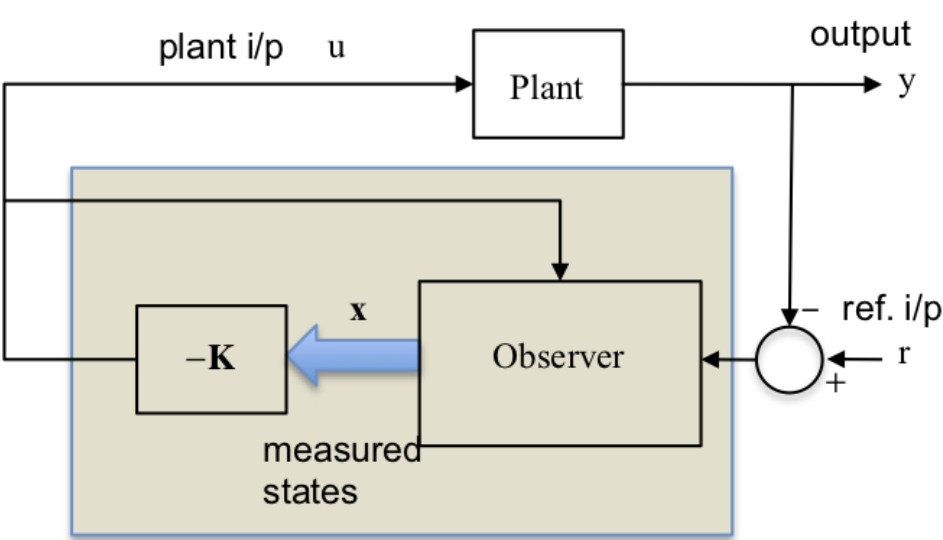 output
plant i/p u
Plant
y
− ref. i/p
x
r
−K
Observer
+
measured
states